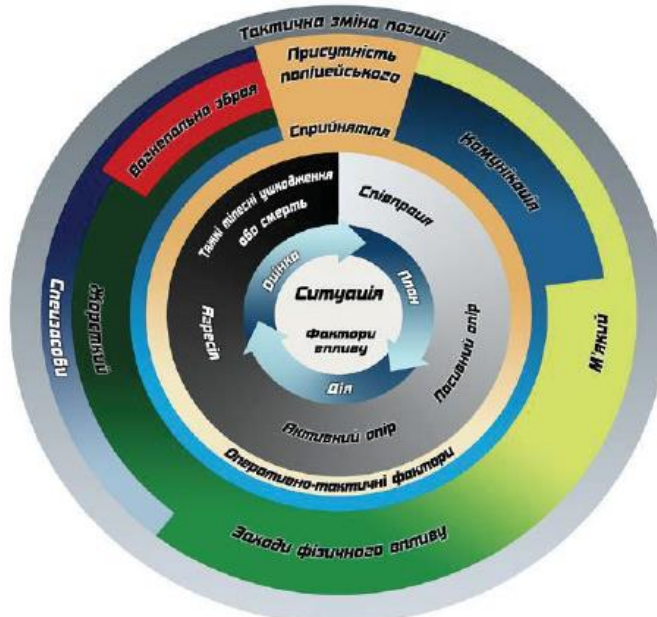 Тактична зміна позиції
Присутність
поліцейського
Вогнепальна зброя
Сприйняття
Комунікація
Тяжкі тілесні ушкодження
або смерть
Співпраця
Оцінка
План
Ситуація
Фактори
впливу
Дія
Агресія
Пасивний опір
Активний опір
Спецзасоби
Жорсткий
М'який
Оперативно-тактичні фактори
Заходи фізичного впливу